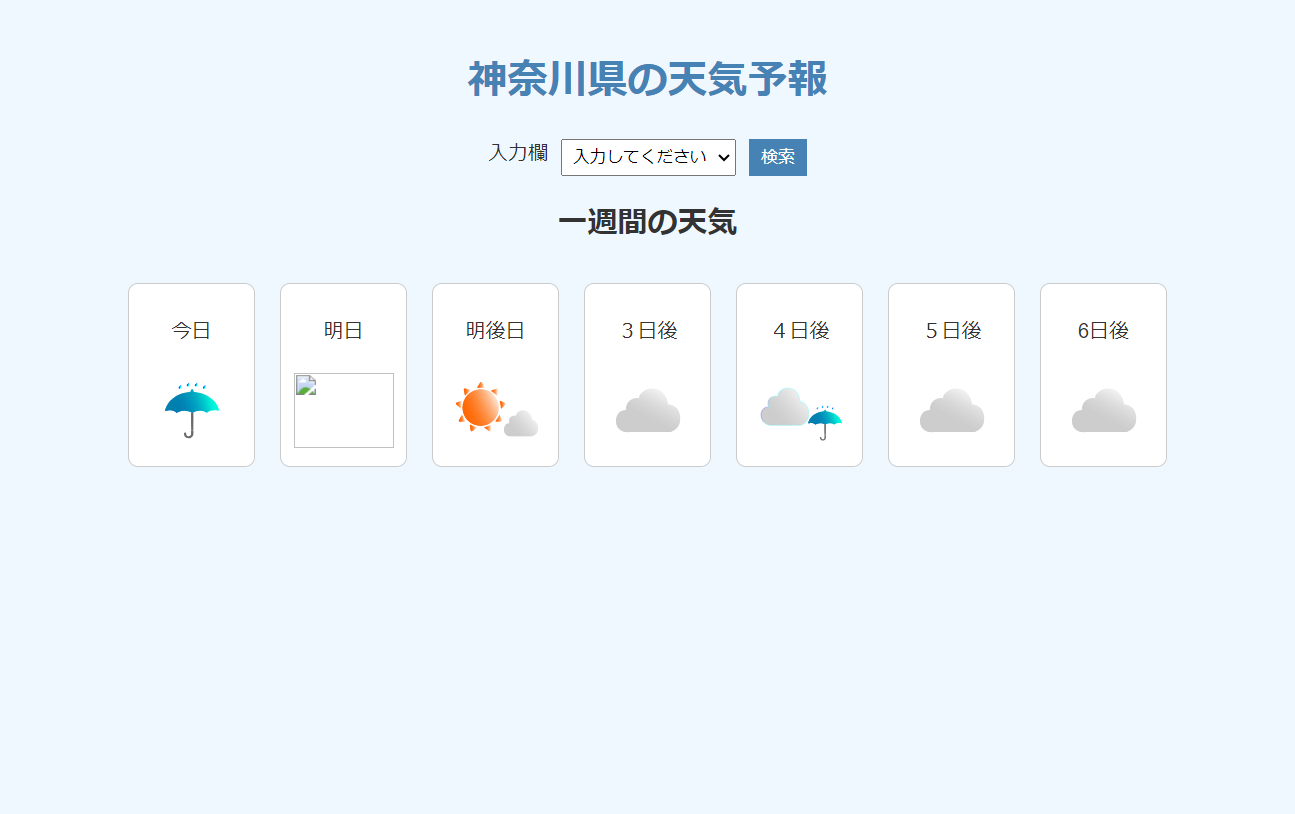 神奈川県の天気予報
入力欄 入力してください 検索
一週間の天気
今日 明日 明後日 ３日後 ４日後 ５日後 6日後